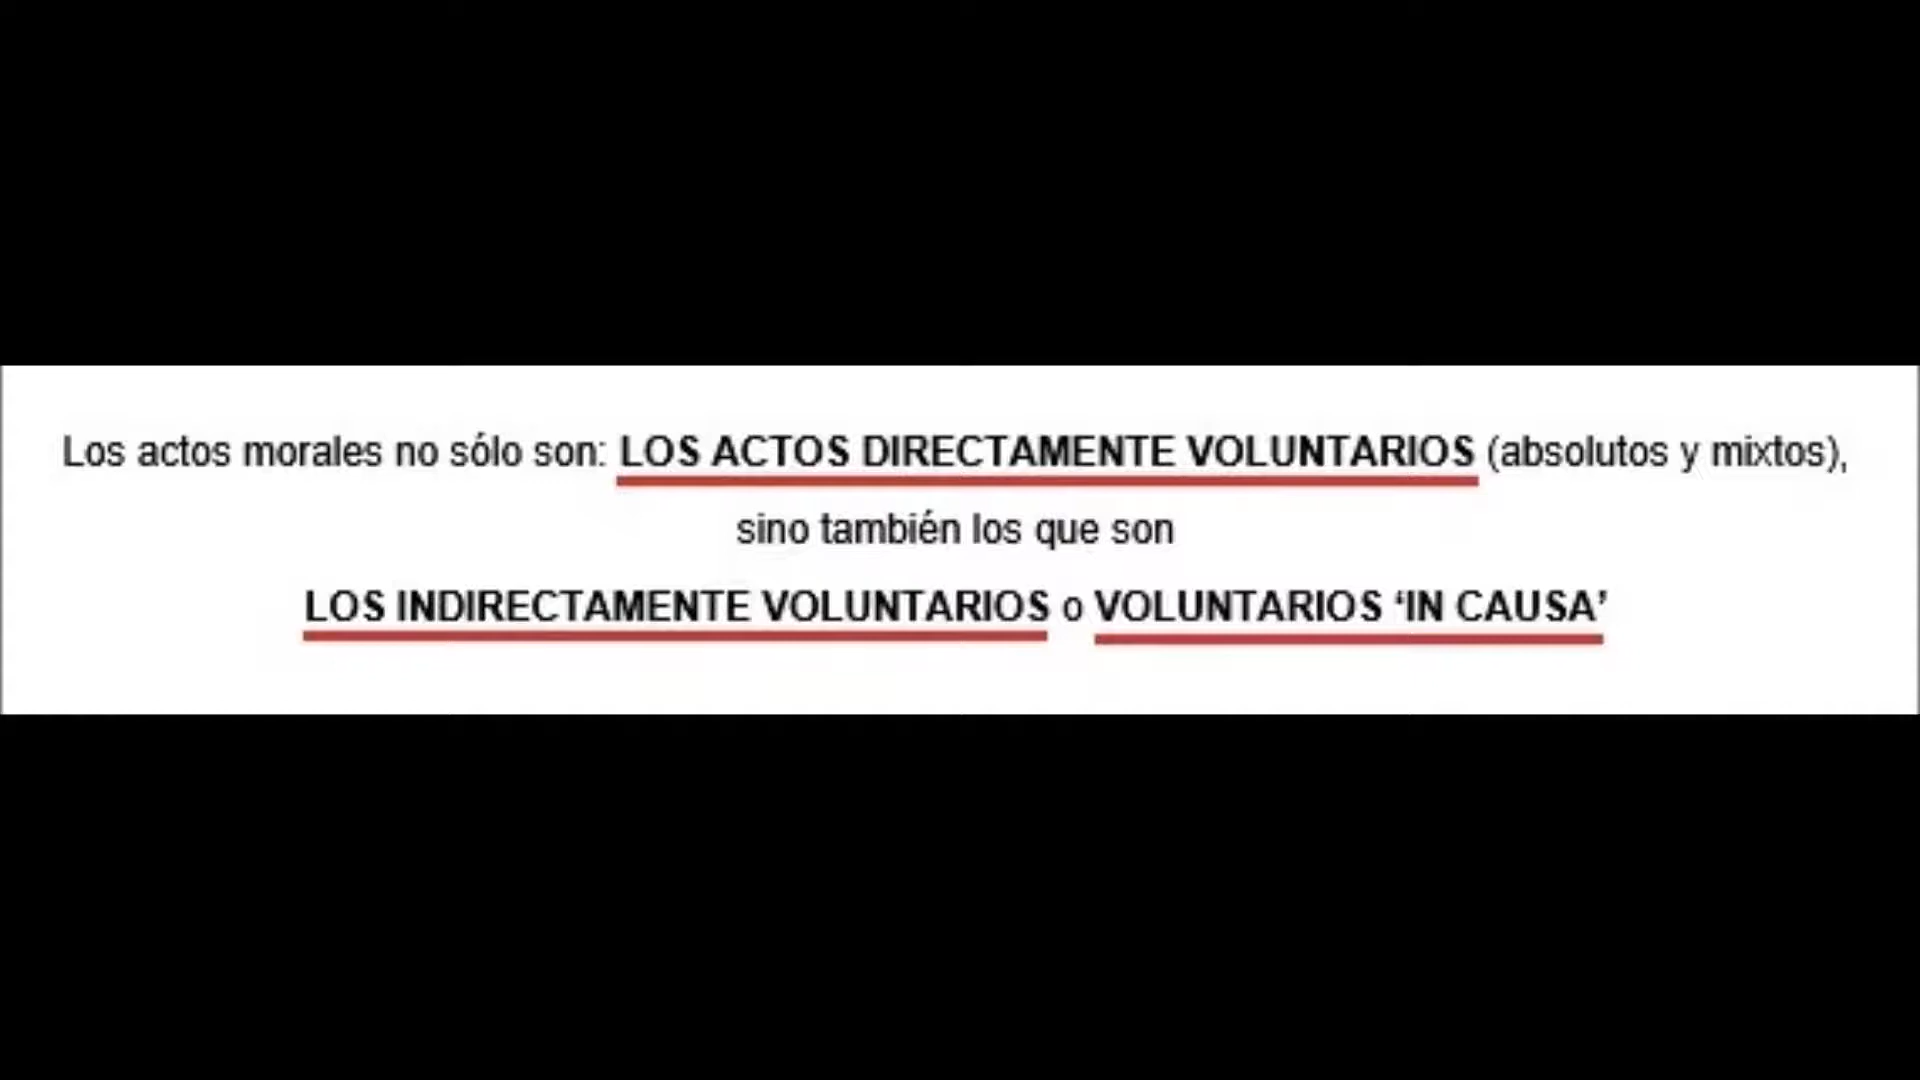 Los actos morales no sólo son: LOS ACTOS DIRECTAMENTE VOLUNTARIOS (absolutos y mixtos),
sino también los que son
LOS INDIRECTAMENTE VOLUNTARIOS o VOLUNTARIOS ‘IN CAUSA’